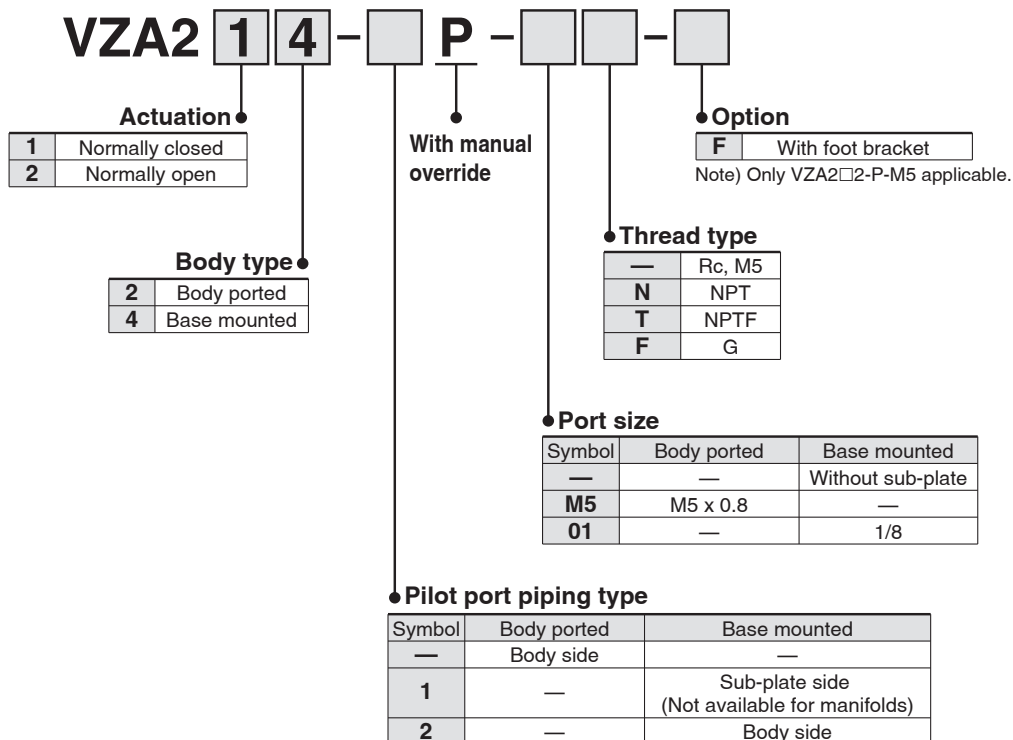 VZA2 1 4 - □ P - □ □ - □
Actuation
1 Normally closed
2 Normally open
With manual
override
Option
F With foot bracket
Note) Only VZA2□2-P-M5 applicable.
Body type
2 Body ported
4 Base mounted
Thread type
— Rc, M5
N NPT
T NPTF
F G
Port size
Symbol Body ported Base mounted
— — Without sub-plate
M5 M5 x 0.8 —
01 — 1/8
Pilot port piping type
Symbol Body ported Base mounted
— Body side —
1 — Sub-plate side
(Not available for manifolds)
2 — Body side